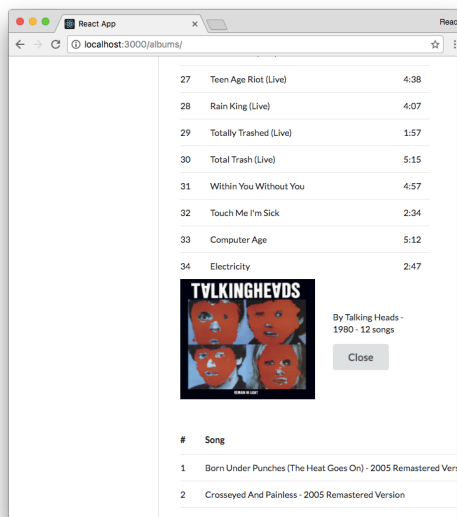 React App
Reac
localhost:3000/albums/
27 Teen Age Riot (Live) 4:38
28 Rain King (Live) 4:07
29 Totally Trashed (Live) 1:57
30 Total Trash (Live) 5:15
31 Within You Without You 4:57
32 Touch Me I'm Sick 2:34
33 Computer Age 5:12
34 Electricity 2:47
TALKINGHEADS
REMAIN IN LIGHT
By Talking Heads -
1980 - 12 songs
Close
# Song
1 Born Under Punches (The Heat Goes On) - 2005 Remastered Vers
2 Crosseyed And Painless - 2005 Remastered Version